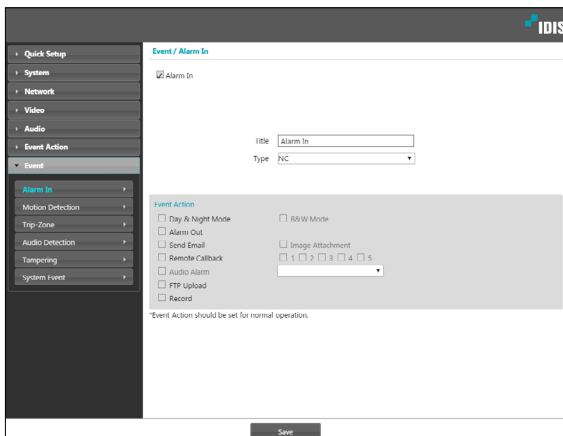 IDIS
Quick Setup
System
Network
Video
Audio
Event Action
Event
Alarm In
Motion Detection
Trip-Zone
Audio Detection
Tampering
System Event
Event / Alarm In
Alarm In
Title Alarm In
Type NC
Event Action
Day & Night Mode B&W Mode
Alarm Out
Send Email Image Attachment
Remote Callback 1 2 3 4 5
Audio Alarm
FTP Upload
Record
*Event Action should be set for normal operation.
Save